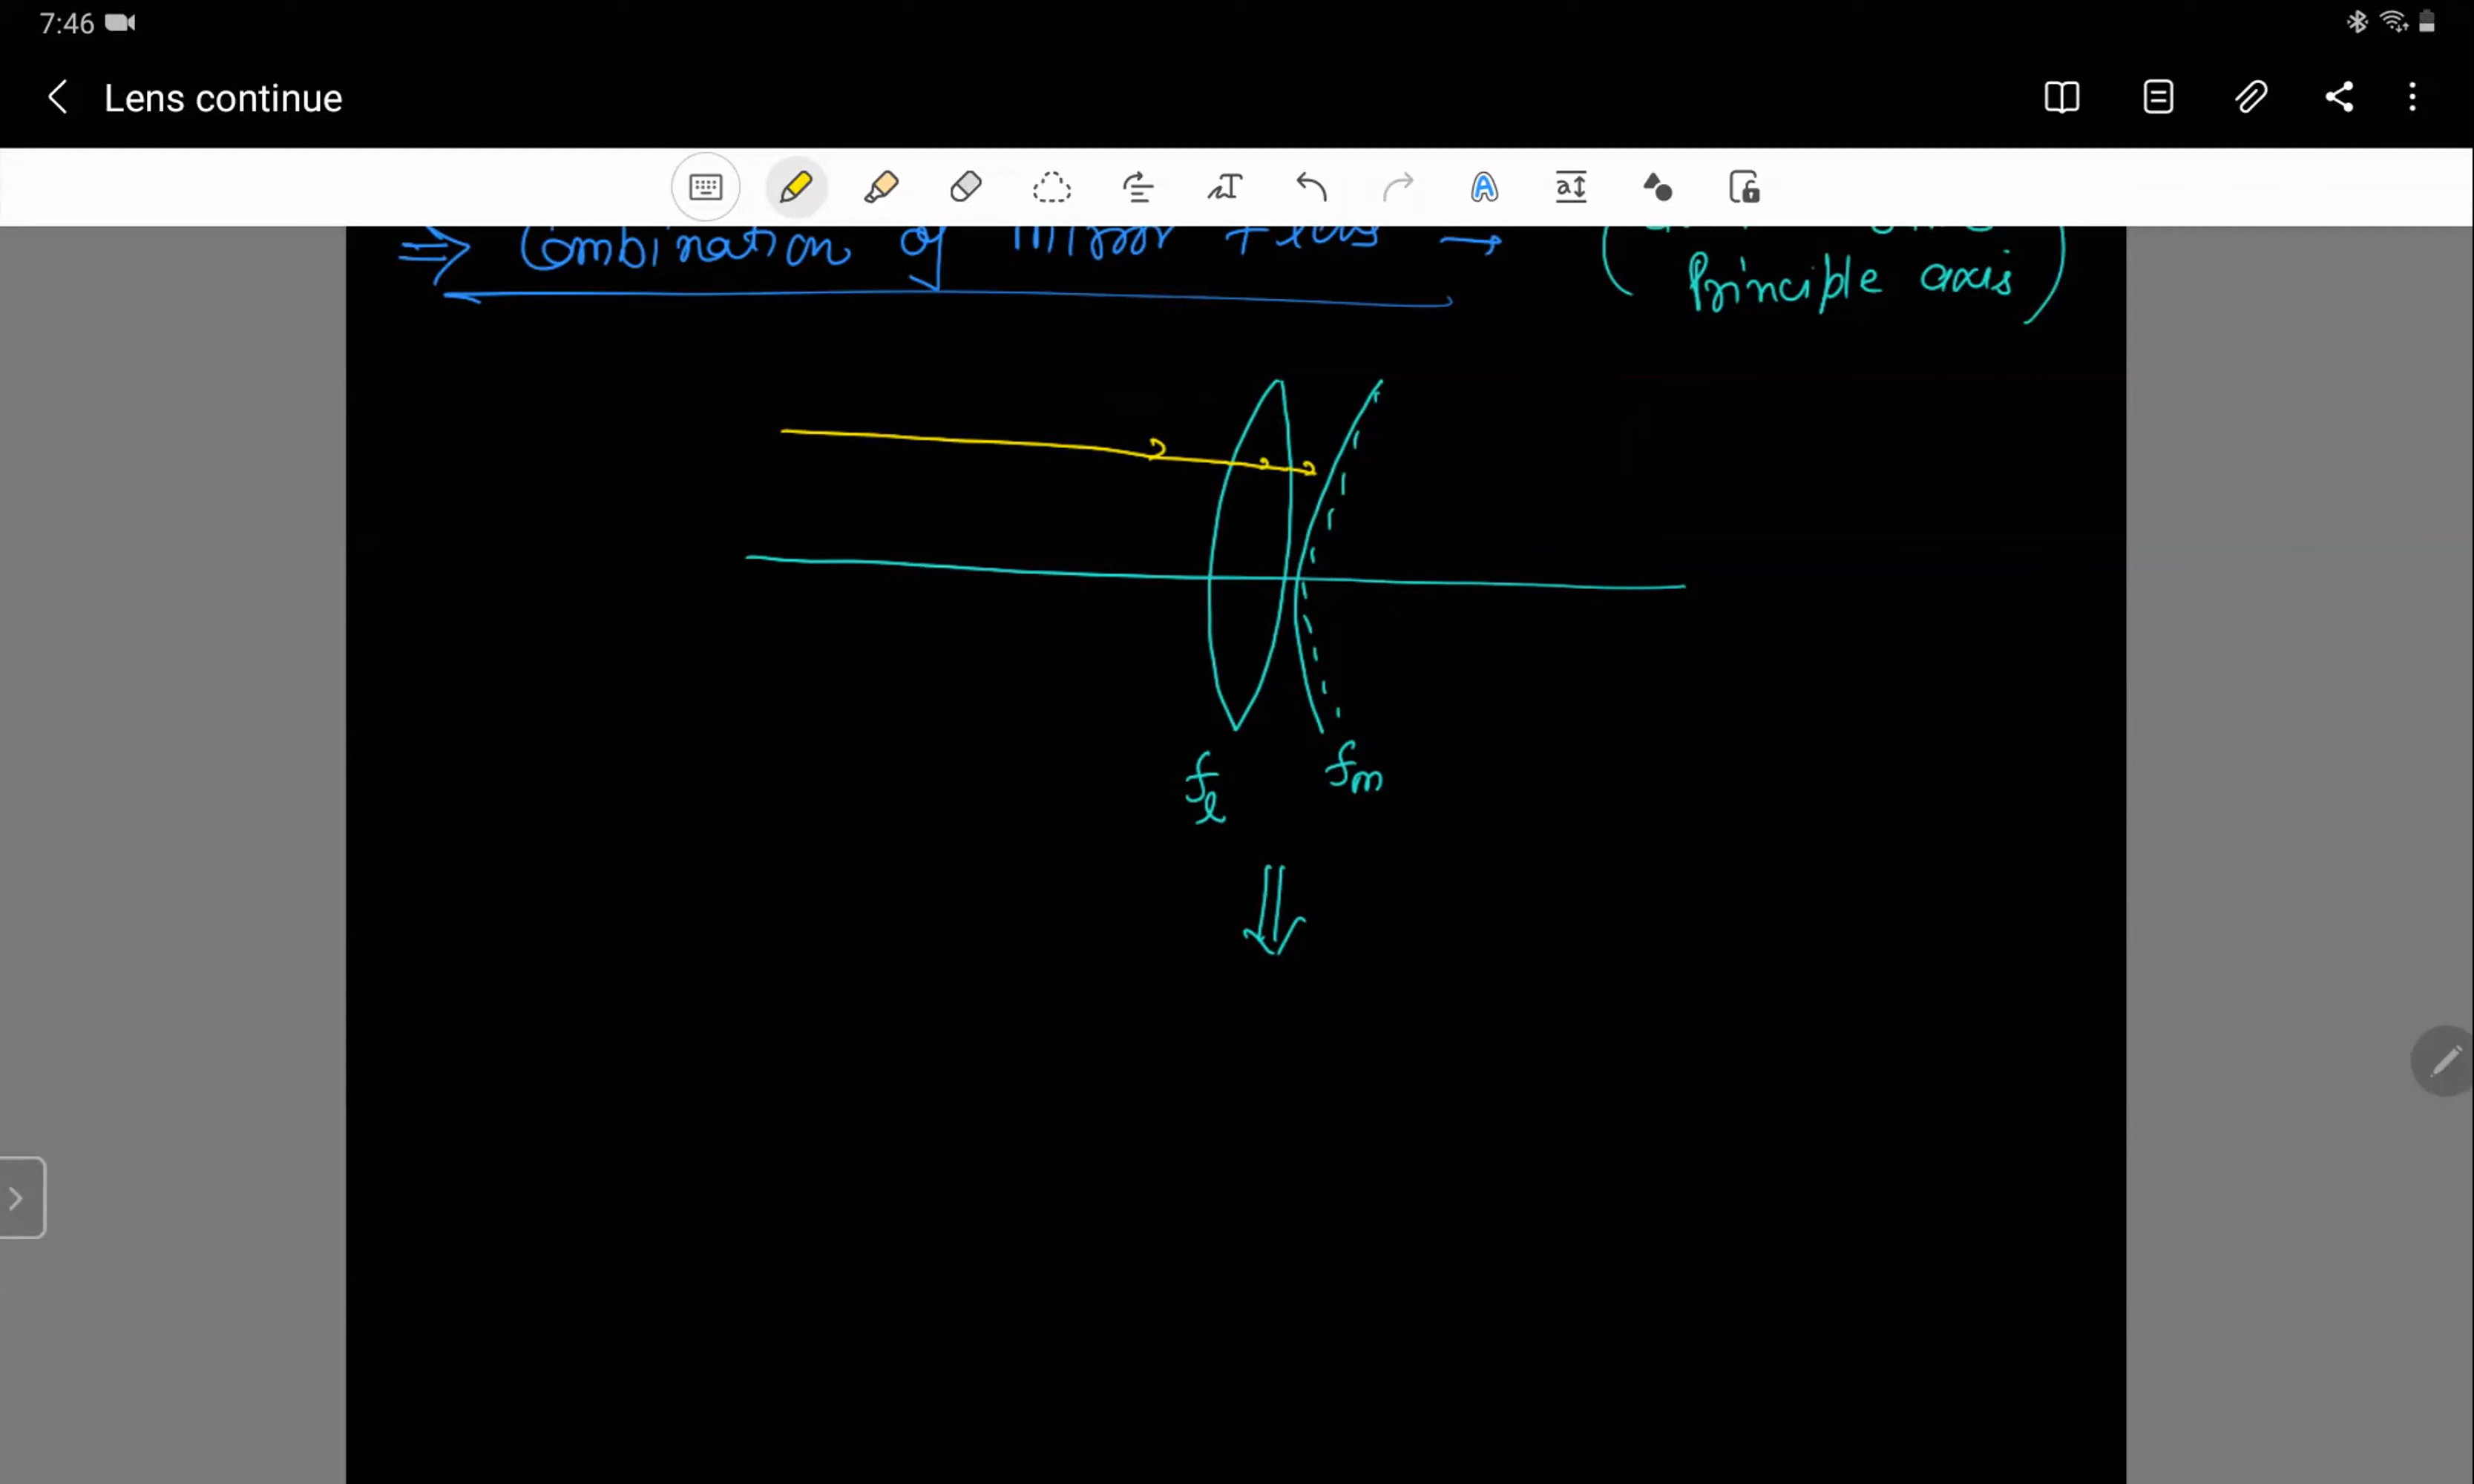 7:46
Lens continue
⇒ Combination of mirror + lens →
Principle axis
fℓ
fm